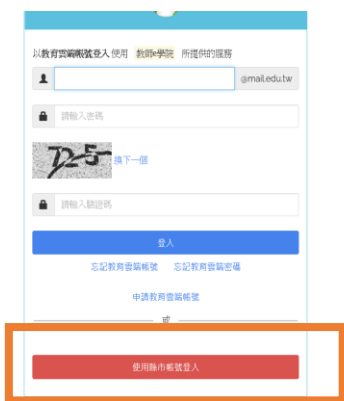 以教育雲端帳號登入 使用 教師e學院 所提供的服務
@mail.edu.tw
請輸入密碼
換下一個
請輸入驗證碼
登入
忘記教育雲端帳號 忘記教育雲端密碼
申請教育雲端帳號
或
使用縣市帳號登入